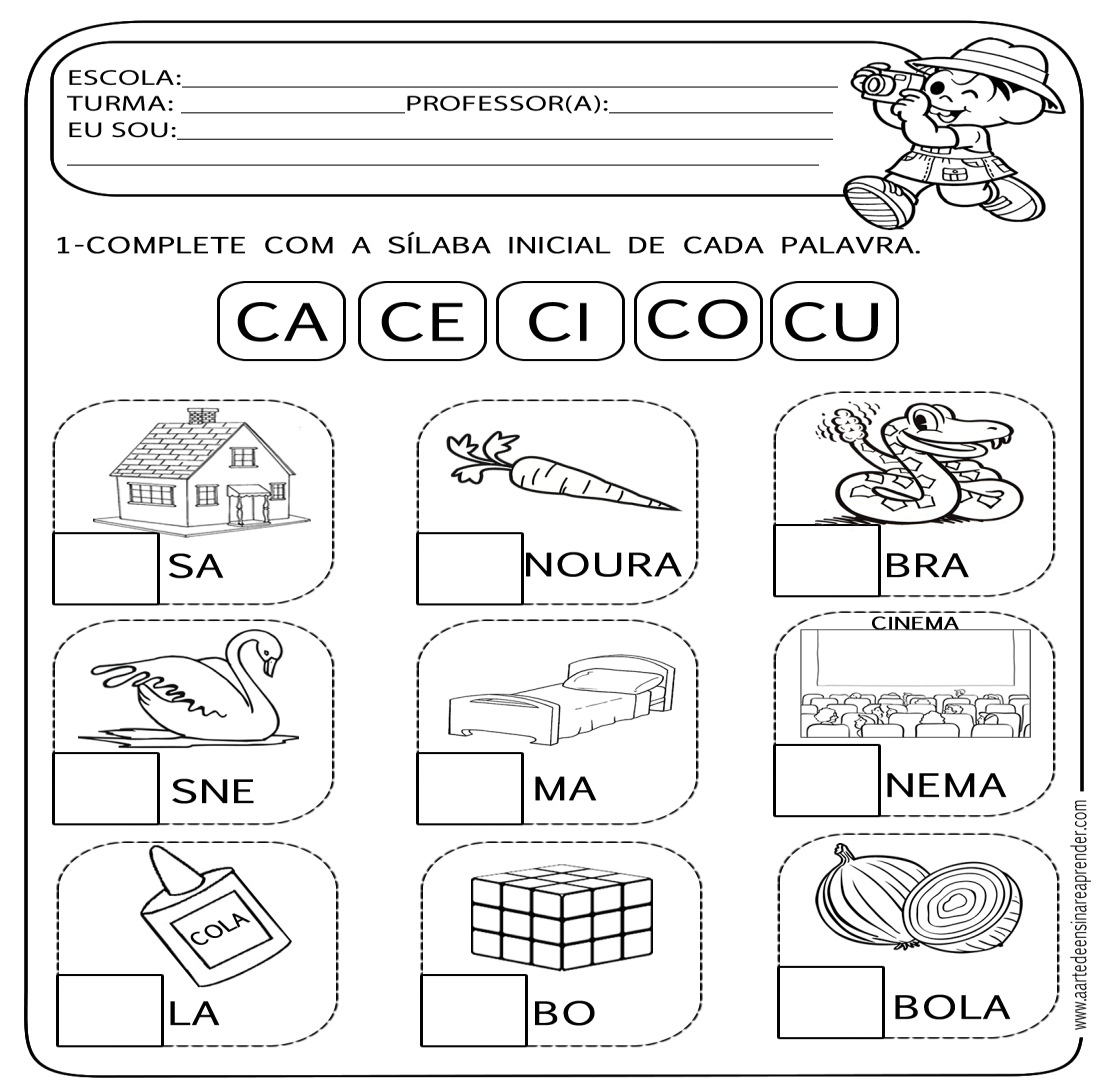 ESCOLA:
TURMA: PROFESSOR(A):
EU SOU:
1-COMPLETE COM A SÍLABA INICIAL DE CADA PALAVRA.
CA CE CI CO CU
SA NOURA BRA
CINEMA
SNE MA NEMA
COLA
LA BO BOLA
www.aartedeensinareaprender.com